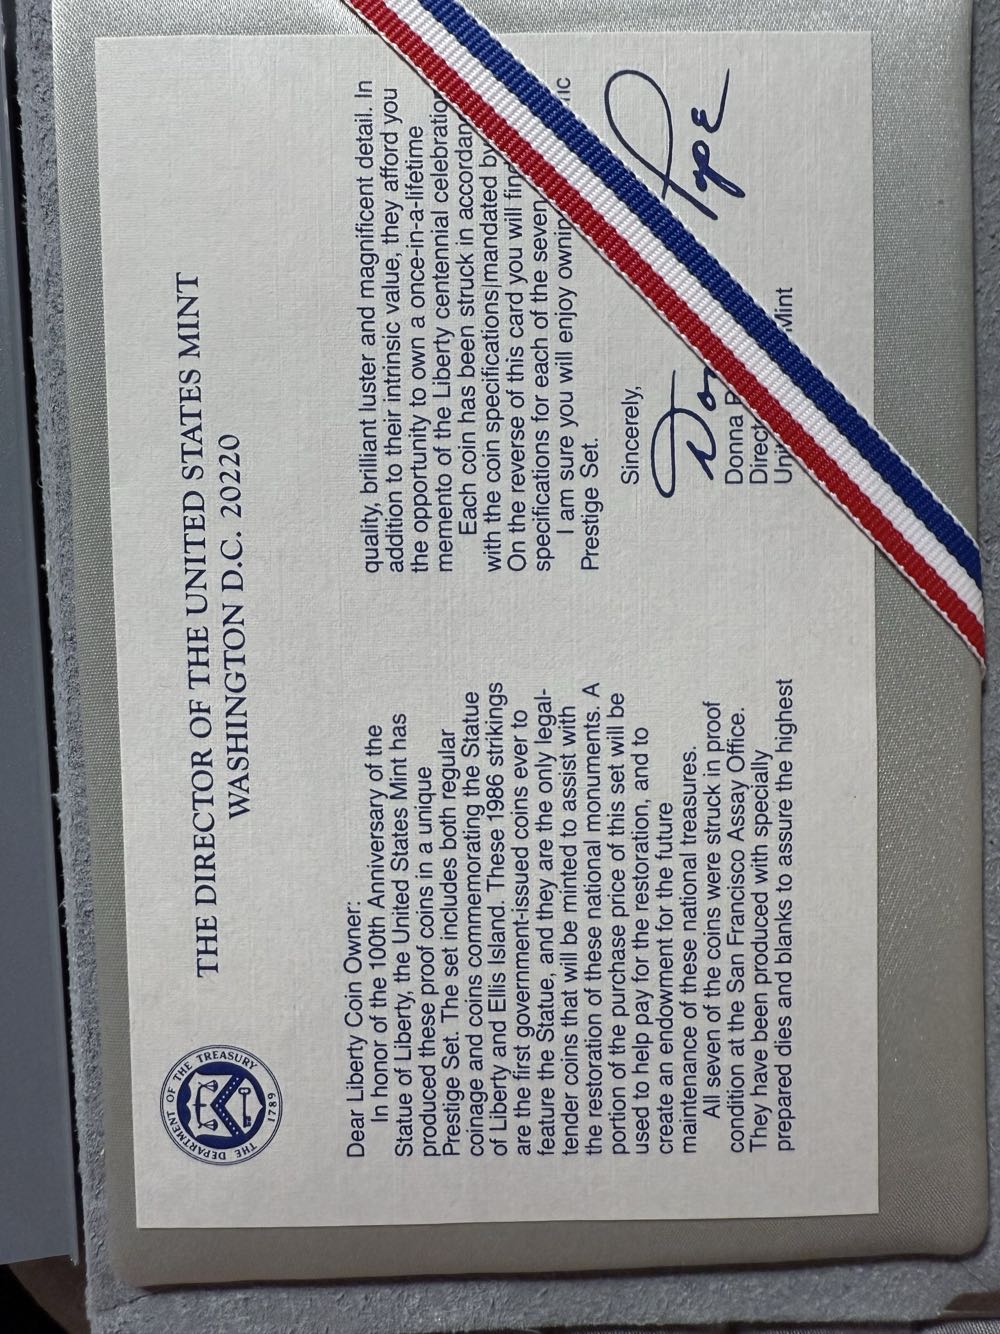 THE DEPARTMENT OF THE TREASURY
1789
THE DIRECTOR OF THE UNITED STATES MINT
WASHINGTON D.C. 20220
Dear Liberty Coin Owner:
In honor of the 100th Anniversary of the
Statue of Liberty, the United States Mint has
produced these proof coins in a unique
Prestige Set. The set includes both regular
coinage and coins commemorating the Statue
of Liberty and Ellis Island. These 1986 strikings
are the first government-issued coins ever to
feature the Statue, and they are the only legal-
tender coins that will be minted to assist with
the restoration of these national monuments. A
portion of the purchase price of this set will be
used to help pay for the restoration, and to
create an endowment for the future
maintenance of these national treasures.
All seven of the coins were struck in proof
condition at the San Francisco Assay Office.
They have been produced with specially
prepared dies and blanks to assure the highest
quality, brilliant luster and magnificent detail. In
addition to their intrinsic value, they afford you
the opportunity to own a once-in-a-lifetime
memento of the Liberty centennial celebration
Each coin has been struck in accordan
with the coin specifications mandated by
On the reverse of this card you will find
specifications for each of the seven
I am sure you will enjoy ownin
Prestige Set.
Sincerely,
Do Pope
Donna
Direct
Uni Mint